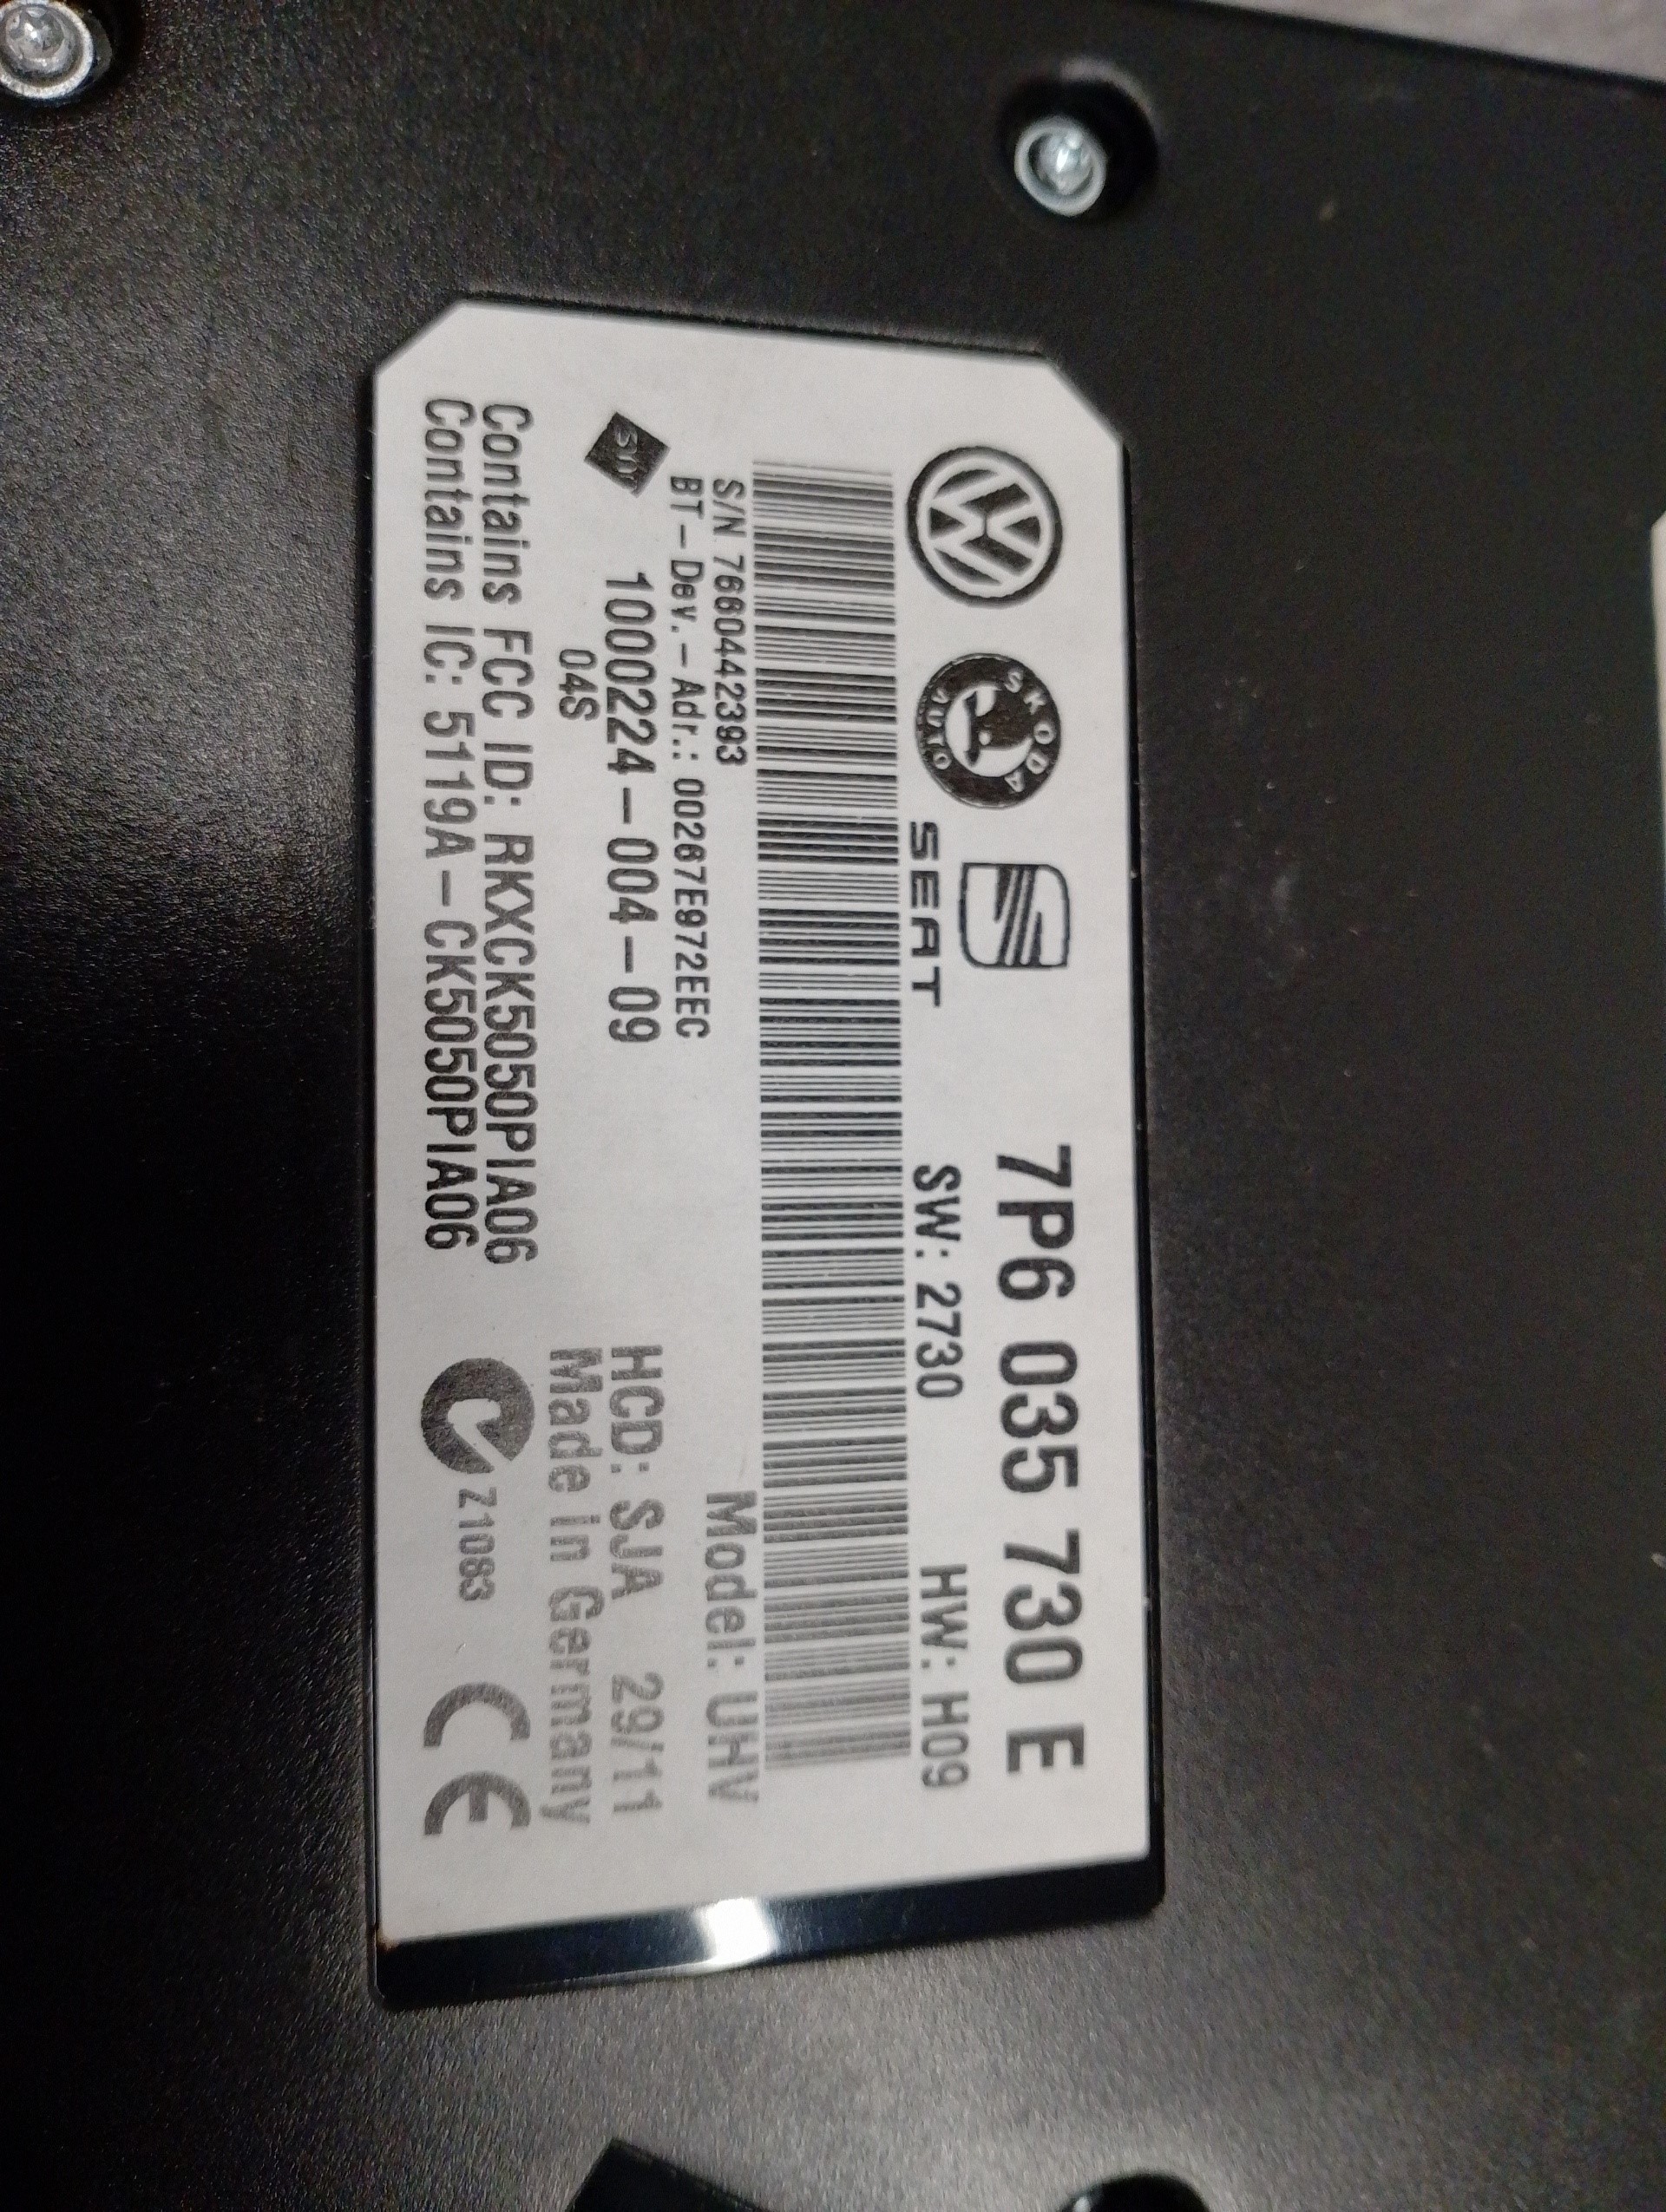 SKODA AUTO
SEAT
7P6 035 730 E
SW: 2730 HW: H09
S/N 7660442393
BT-Dev.-Adr.: 00267E972EEC
Model: UHV
10002224-004-09
04S
HCD: SJA 29/11
Made in Germany
Contains FCC ID: RKXCK5050PIA06
Contains IC: 5119A-CK5050PIA06
Z1083
CE